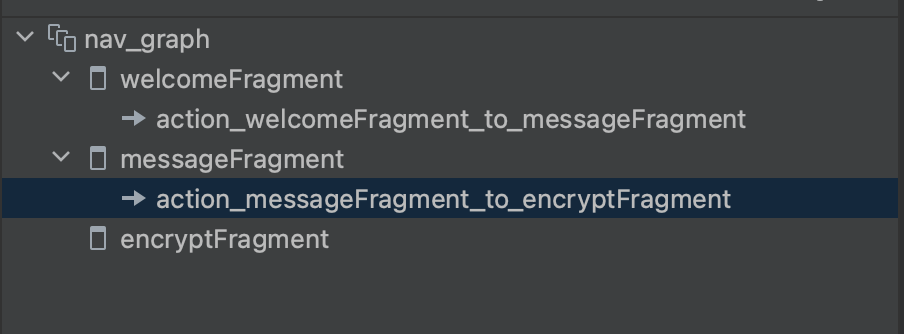 nav_graph
welcomeFragment
action_welcomeFragment_to_messageFragment
messageFragment
action_messageFragment_to_encryptFragment
encryptFragment